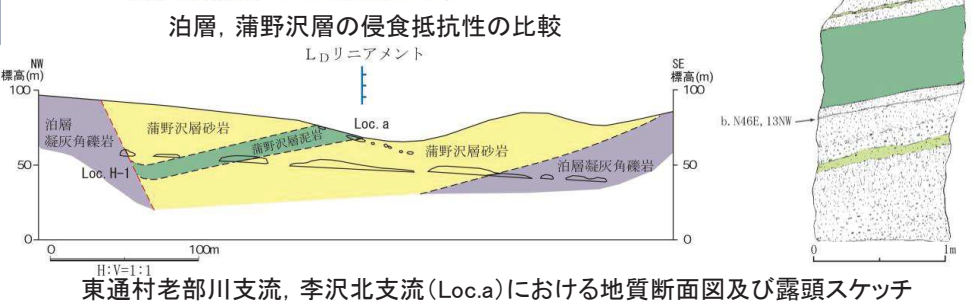 泊層，蒲野沢層の侵食抵抗性の比較
LDリニアメント
NW
標高(m)
SE
標高(m)
100
100
Loc. a
泊層
凝灰角礫岩
蒲野沢層砂岩
蒲野沢層泥岩
蒲野沢層砂岩
b. N46E, 13NW
50
Loc. H-1
泊層凝灰角礫岩
50
0
0
0
100m
H:V=1:1
0
1m
東通村老部川支流，李沢北支流（Loc.a）における地質断面図及び露頭スケッチ